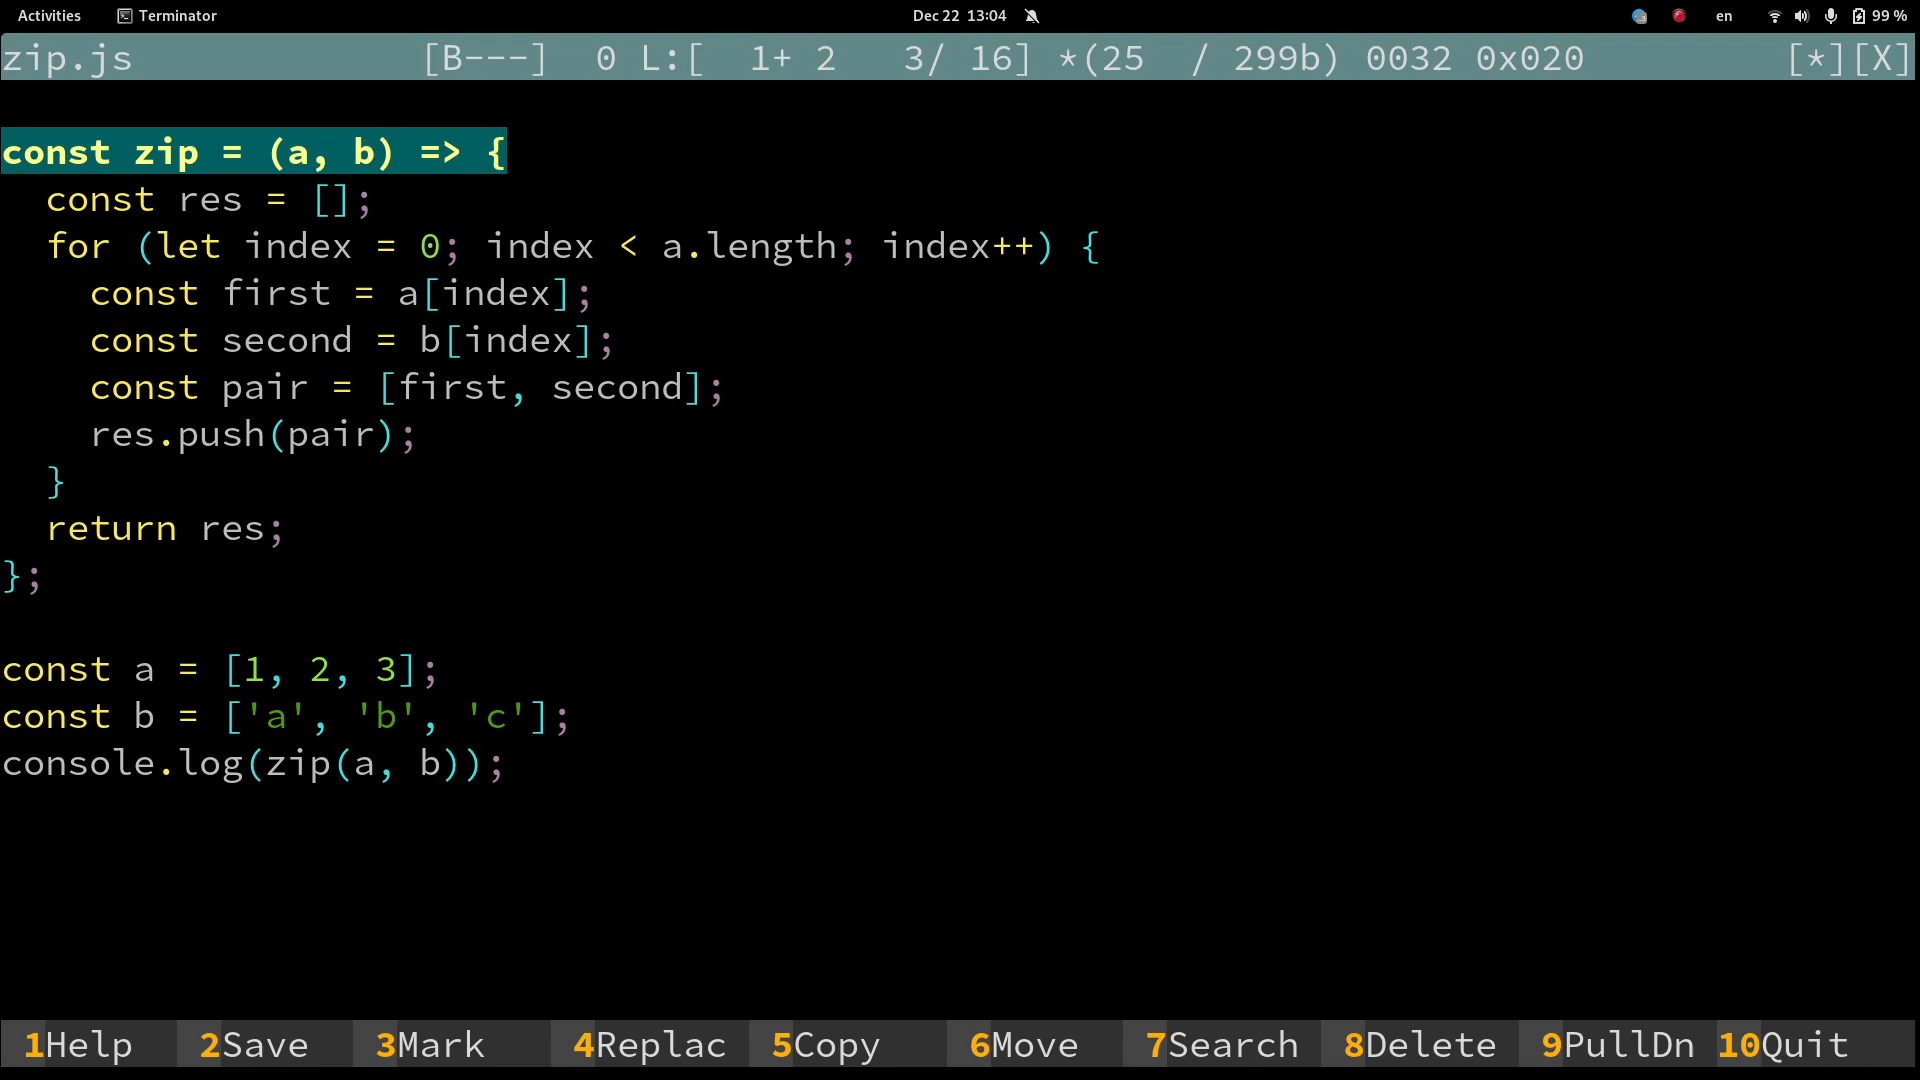 Activities Terminator Dec 22 13:04 en 99 %
zip.js [B---] 0 L:[ 1+ 2 3/ 16] *(25 / 299b) 0032 0x020 [*][X]
const zip = (a, b) => {
  const res = [];
  for (let index = 0; index < a.length; index++) {
    const first = a[index];
    const second = b[index];
    const pair = [first, second];
    res.push(pair);
  }
  return res;
};
const a = [1, 2, 3];
const b = ['a', 'b', 'c'];
console.log(zip(a, b));
1Help 2Save 3Mark 4Replac 5Copy 6Move 7Search 8Delete 9PullDn 10Quit